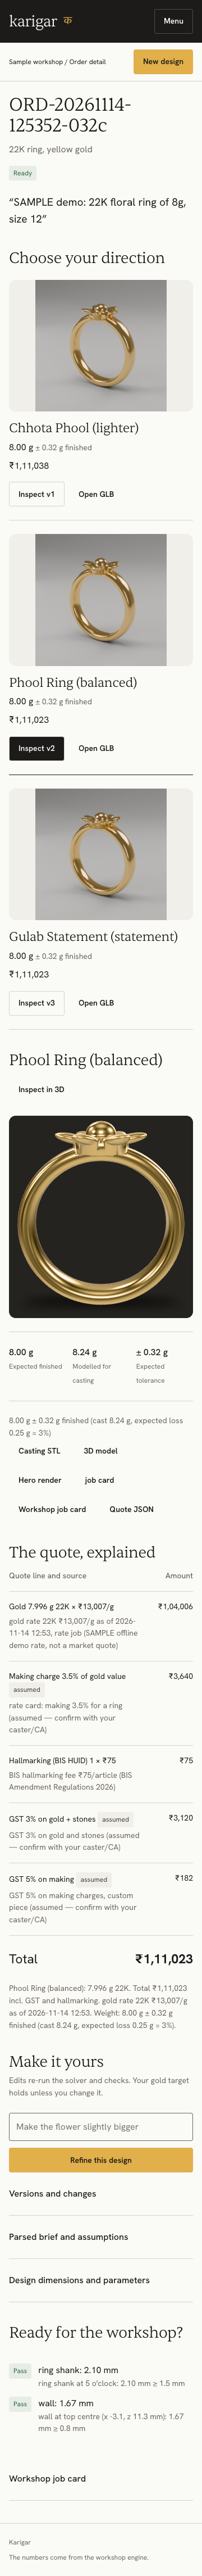 karigar क
Menu
Sample workshop / Order detail
New design
ORD-20261114-
125352-032c
22K ring, yellow gold
Ready
“SAMPLE demo: 22K floral ring of 8g,
size 12”
Choose your direction
Chhota Phool (lighter)
8.00 g ± 0.32 g finished
₹1,11,038
Inspect v1
Open GLB
Phool Ring (balanced)
8.00 g ± 0.32 g finished
₹1,11,023
Inspect v2
Open GLB
Gulab Statement (statement)
8.00 g ± 0.32 g finished
₹1,11,023
Inspect v3
Open GLB
Phool Ring (balanced)
Inspect in 3D
8.00 g
Expected finished
8.24 g
Modelled for
casting
± 0.32 g
Expected
tolerance
8.00 g ± 0.32 g finished (cast 8.24 g, expected loss
0.25 g ≈ 3%)
Casting STL
3D model
Hero render
job card
Workshop job card
Quote JSON
The quote, explained
Quote line and source
Amount
Gold 7.996 g 22K × ₹13,007/g
₹1,04,006
gold rate 22K ₹13,007/g as of 2026-
11-14 12:53, rate job (SAMPLE offline
demo rate, not a market quote)
Making charge 3.5% of gold value
₹3,640
assumed
rate card: making 3.5% for a ring
(assumed — confirm with your
caster/CA)
Hallmarking (BIS HUID) 1 × ₹75
₹75
BIS hallmarking fee ₹75/article (BIS
Amendment Regulations 2026)
GST 3% on gold + stones assumed
₹3,120
GST 3% on gold and stones (assumed
— confirm with your caster/CA)
GST 5% on making assumed
₹182
GST 5% on making charges, custom
piece (assumed — confirm with your
caster/CA)
Total
₹1,11,023
Phool Ring (balanced): 7.996 g 22K. Total ₹1,11,023
incl. GST and hallmarking. gold rate 22K ₹13,007/g
as of 2026-11-14 12:53. Weight: 8.00 g ± 0.32 g
finished (cast 8.24 g, expected loss 0.25 g ≈ 3%).
Make it yours
Edits re-run the solver and checks. Your gold target
holds unless you change it.
Make the flower slightly bigger
Refine this design
Versions and changes
Parsed brief and assumptions
Design dimensions and parameters
Ready for the workshop?
Pass
ring shank: 2.10 mm
ring shank at 5 o'clock: 2.10 mm ≥ 1.5 mm
Pass
wall: 1.67 mm
wall at top centre (x -3.1, z 11.3 mm): 1.67
mm ≥ 0.8 mm
Workshop job card
Karigar
The numbers come from the workshop engine.